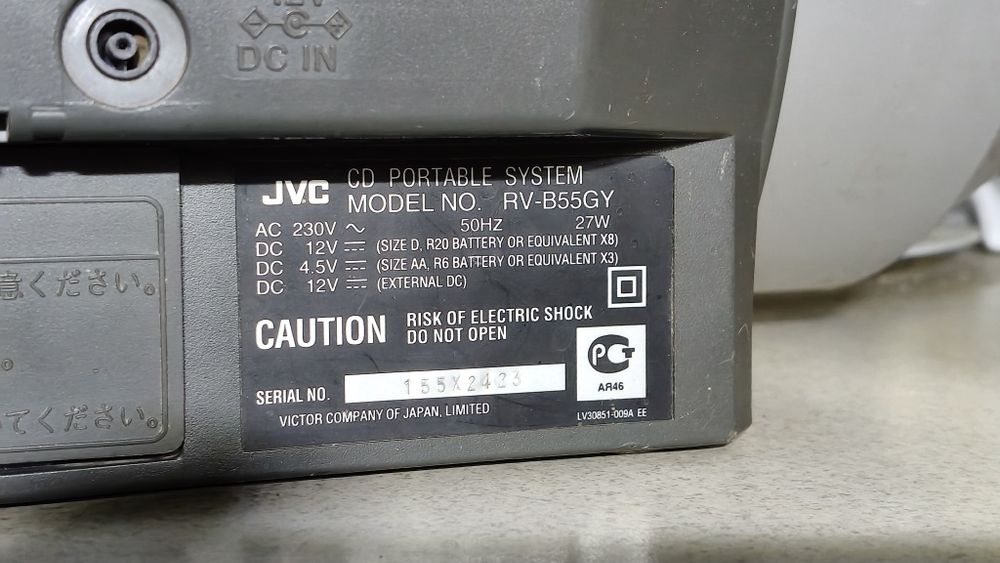 12V
DC IN
意ください。
。
いてください。
JVC CD PORTABLE SYSTEM
MODEL NO. RV-B55GY
AC 230V ~ 50HZ 27W
DC 12V ⎓ (SIZE D, R20 BATTERY OR EQUIVALENT X8)
DC 4.5V ⎓ (SIZE AA, R6 BATTERY OR EQUIVALENT X3)
DC 12V ⎓ (EXTERNAL DC)
CAUTION RISK OF ELECTRIC SHOCK
DO NOT OPEN
РСТ
АЯ46
SERIAL NO. 155X2423
VICTOR COMPANY OF JAPAN, LIMITED
LV30851-009A EE